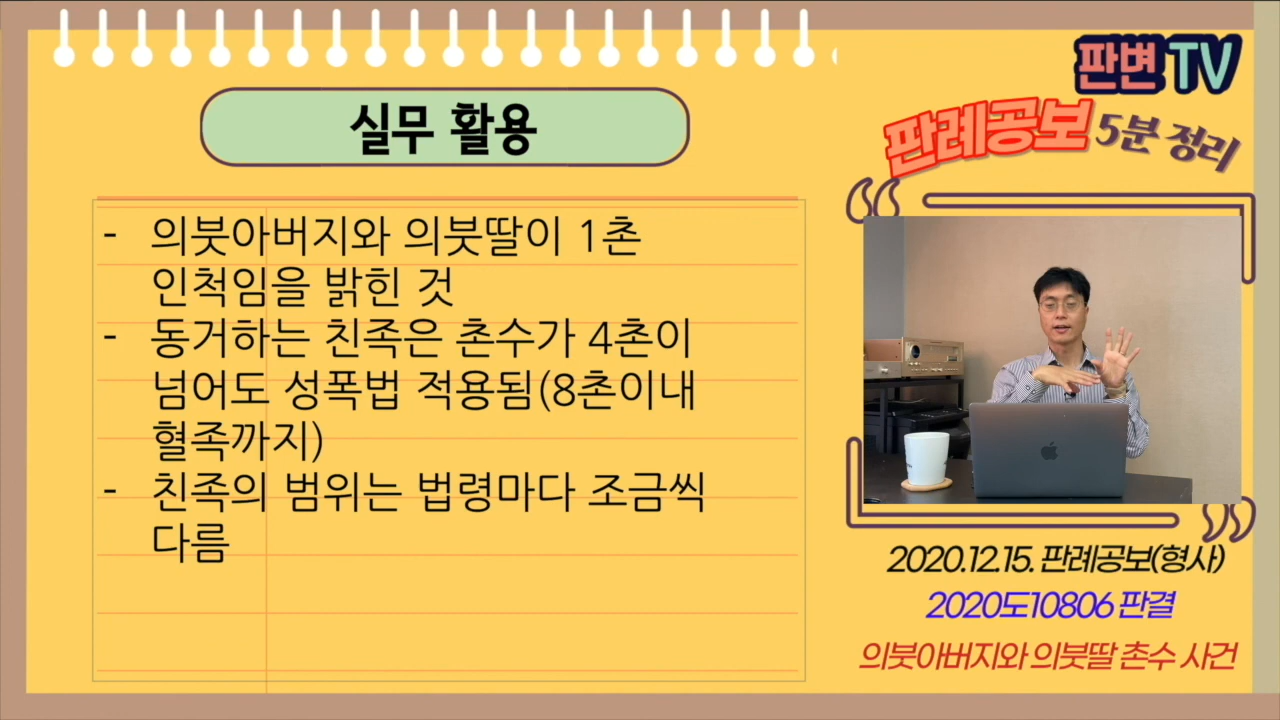 실무 활용
- 의붓아버지와 의붓딸이 1촌
인척임을 밝힌 것
- 동거하는 친족은 촌수가 4촌이
넘어도 성폭법 적용됨(8촌이내
혈족까지)
- 친족의 범위는 법령마다 조금씩
다름
판변 TV
판례공보 5분 정리
2020.12.15. 판례공보(형사)
2020도10806 판결
의붓아버지와 의붓딸 촌수 사건